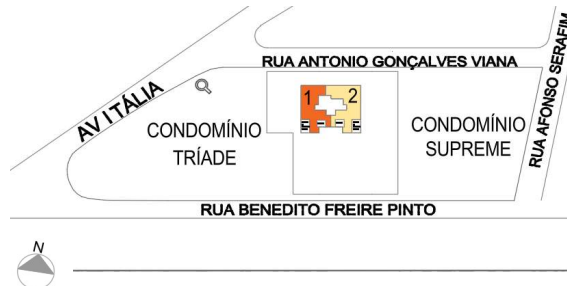 RUA ANTONIO GONÇALVES VIANA
RUA AFONSO SERAFIM
AV ITÁLIA
1 2
CONDOMÍNIO
TRÍADE
CONDOMÍNIO
SUPREME
RUA BENEDITO FREIRE PINTO
N